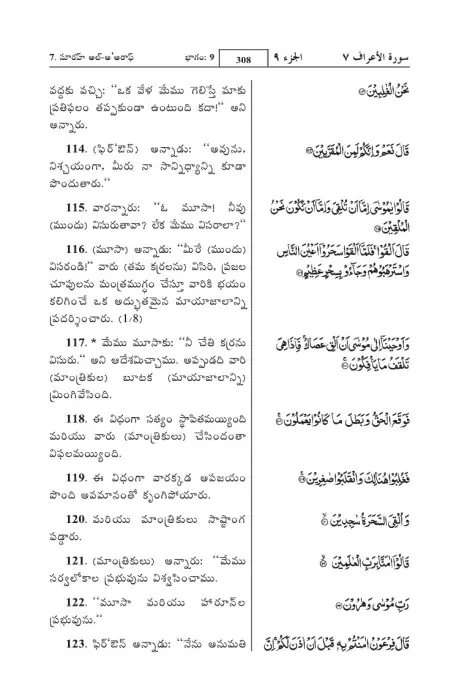 7. సూరహ్ అల్-అ'అరాఫ్ భాగం: 9 308 الجزء ٩ سورة الأعراف ٧
వద్దకు వచ్చి: "ఒక వేళ మేము గెలిస్తే మాకు
ప్రతిఫలం తప్పకుండా ఉంటుంది కదా!" అని
అన్నారు.
114. (ఫిర్'ఔన్) అన్నాడు: "అవును,
నిశ్చయంగా, మీరు నా సాన్నిధ్యాన్ని కూడా
పొందుతారు."
115. వారన్నారు: "ఓ మూసా! నీవు
(ముందు) విసురుతావా? లేక మేము విసరాలా?"
116. (మూసా) అన్నాడు: "మీరే (ముందు)
విసరండి!" వారు (తమ కర్రలను) విసిరి, ప్రజల
చూపులను మంత్రముగ్ధం చేస్తూ వారికి భయం
కలిగించే ఒక అద్భుతమైన మాయాజాలాన్ని
ప్రదర్శించారు. (1/8)
117. * మేము మూసాకు: "నీ చేతి కర్రను
విసురు." అని ఆదేశమిచ్చాము. అప్పుడది వారి
(మాంత్రికుల) బూటక (మాయాజాలాన్ని)
మ్రింగివేసింది.
118. ఈ విధంగా సత్యం స్థాపితమయ్యింది
మరియు వారు (మాంత్రికులు) చేసిందంతా
విఫలమయ్యింది.
119. ఈ విధంగా వారక్కడ అపజయం
పొంది అవమానంతో కృంగిపోయారు.
120. మరియు మాంత్రికులు సాష్టాంగ
పడ్డారు.
121. (మాంత్రికులు) అన్నారు: "మేము
సర్వలోకాల ప్రభువును విశ్వసించాము.
122. "మూసా మరియు హారూన్‌ల
ప్రభువును."
123. ఫిర్'ఔన్ అన్నాడు: "నేను అనుమతి
نَحْنُ الْغٰلِبِيْنَ
قَالَ نَعَمْ وَاِنَّكُمْ لَمِنَ الْمُقَرَّبِيْنَ
قَالُوْا يٰمُوْسٰٓى اِمَّآ اَنْ تُلْقِيَ وَاِمَّآ اَنْ نَّكُوْنَ نَحْنُ
الْمُلْقِيْنَ
قَالَ اَلْقُوْا ۚ فَلَمَّآ اَلْقَوْا سَحَرُوْٓا اَعْيُنَ النَّاسِ
وَاسْتَرْهَبُوْهُمْ وَجَآءُوْ بِسِحْرٍ عَظِيْمٍ
وَاَوْحَيْنَآ اِلٰى مُوْسٰٓى اَنْ اَلْقِ عَصَاكَ ۚ فَاِذَا هِيَ
تَلْقَفُ مَا يَاْفِكُوْنَ
فَوَقَعَ الْحَقُّ وَبَطَلَ مَا كَانُوْا يَعْمَلُوْنَ
فَغُلِبُوْا هُنَالِكَ وَانْقَلَبُوْا صٰغِرِيْنَ
وَاُلْقِيَ السَّحَرَةُ سٰجِدِيْنَ
قَالُوْٓا اٰمَنَّا بِرَبِّ الْعٰلَمِيْنَ
رَبِّ مُوْسٰى وَهٰرُوْنَ
قَالَ فِرْعَوْنُ اٰمَنْتُمْ بِهٖ قَبْلَ اَنْ اٰذَنَ لَكُمْ ۚ اِنَّ